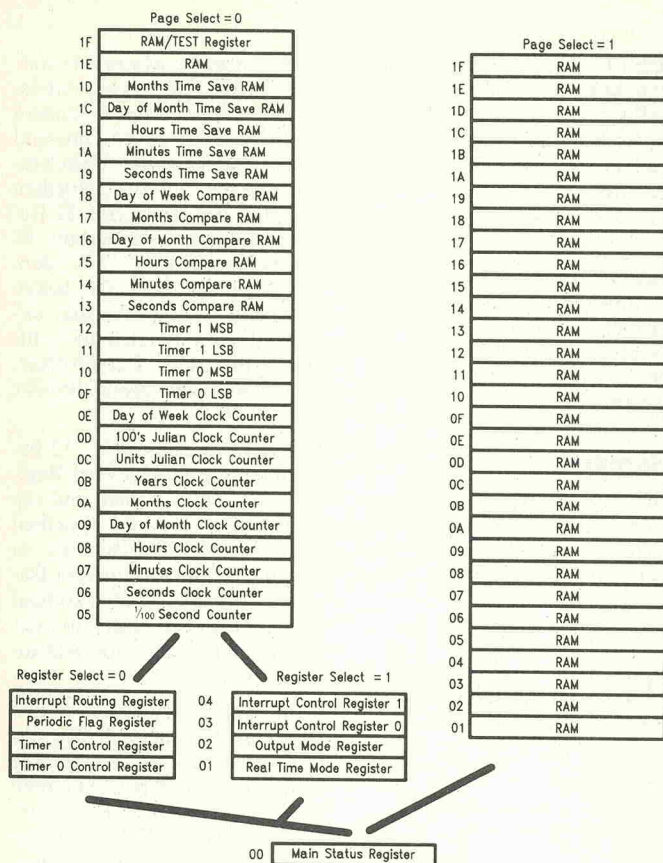 Page Select = 0
1F RAM/TEST Register
1E RAM
1D Months Time Save RAM
1C Day of Month Time Save RAM
1B Hours Time Save RAM
1A Minutes Time Save RAM
19 Seconds Time Save RAM
18 Day of Week Compare RAM
17 Months Compare RAM
16 Day of Month Compare RAM
15 Hours Compare RAM
14 Minutes Compare RAM
13 Seconds Compare RAM
12 Timer 1 MSB
11 Timer 1 LSB
10 Timer 0 MSB
0F Timer 0 LSB
0E Day of Week Clock Counter
0D 100's Julian Clock Counter
0C Units Julian Clock Counter
0B Years Clock Counter
0A Months Clock Counter
09 Day of Month Clock Counter
08 Hours Clock Counter
07 Minutes Clock Counter
06 Seconds Clock Counter
05 1/100 Second Counter
Page Select = 1
1F RAM
1E RAM
1D RAM
1C RAM
1B RAM
1A RAM
19 RAM
18 RAM
17 RAM
16 RAM
15 RAM
14 RAM
13 RAM
12 RAM
11 RAM
10 RAM
0F RAM
0E RAM
0D RAM
0C RAM
0B RAM
0A RAM
09 RAM
08 RAM
07 RAM
06 RAM
05 RAM
04 RAM
03 RAM
02 RAM
01 RAM
Register Select = 0 Register Select = 1
Interrupt Routing Register 04 Interrupt Control Register 1
Periodic Flag Register 03 Interrupt Control Register 0
Timer 1 Control Register 02 Output Mode Register
Timer 0 Control Register 01 Real Time Mode Register
00 Main Status Register